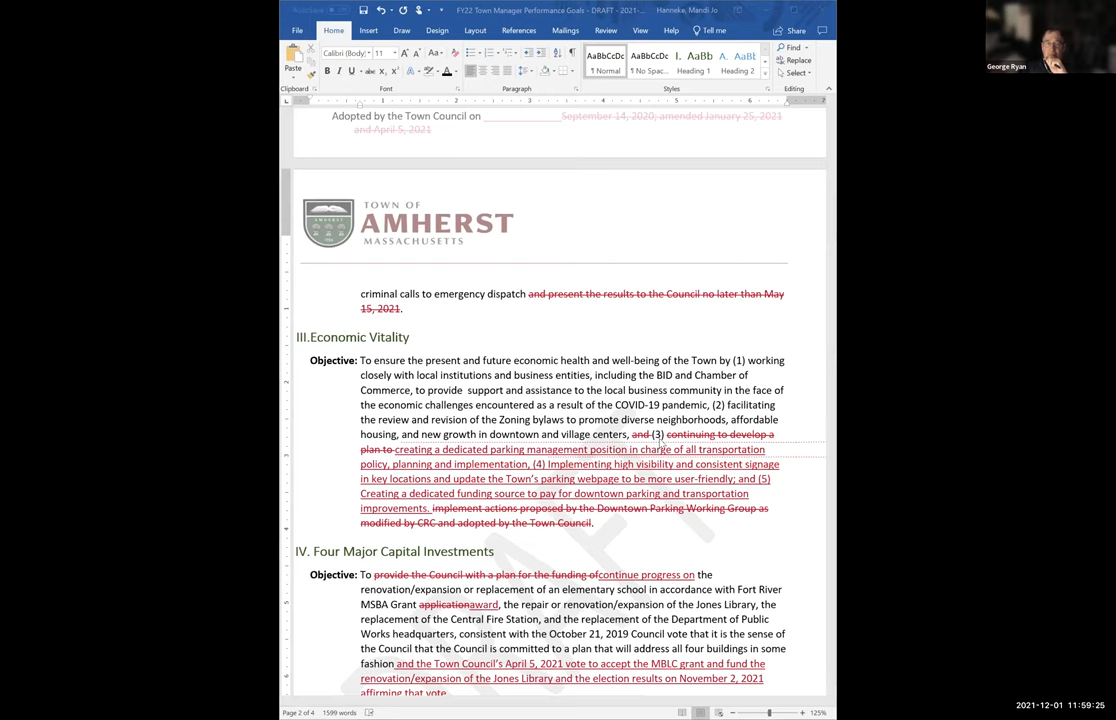 FY22 Town Manager Performance Goals - DRAFT - 2021-...
Hanneke, Mandi Jo
File Home Insert Draw Design Layout References Mailings Review View Help Tell me Share
Calibri (Body) 11 Aa
AaBbCcDc AaBbCcDc AaBb AaBbC
Find
Replace
Select
Paste
B I U abc
¶ Normal ¶ No Spac... Heading 1 Heading 2
Clipboard Font Paragraph Styles Editing
George Ryan
Adopted by the Town Council on ______________September 14, 2020; amended January 25, 2021
and April 5, 2021
TOWN OF
AMHERST
MASSACHUSETTS
criminal calls to emergency dispatch and present the results to the Council no later than May
15, 2021.
III.Economic Vitality
Objective: To ensure the present and future economic health and well-being of the Town by (1) working
closely with local institutions and business entities, including the BID and Chamber of
Commerce, to provide support and assistance to the local business community in the face of
the economic challenges encountered as a result of the COVID-19 pandemic, (2) facilitating
the review and revision of the Zoning bylaws to promote diverse neighborhoods, affordable
housing, and new growth in downtown and village centers, and (3) continuing to develop a
plan to creating a dedicated parking management position in charge of all transportation
policy, planning and implementation, (4) Implementing high visibility and consistent signage
in key locations and update the Town's parking webpage to be more user-friendly; and (5)
Creating a dedicated funding source to pay for downtown parking and transportation
improvements. implement actions proposed by the Downtown Parking Working Group as
modified by CRC and adopted by the Town Council.
IV. Four Major Capital Investments
Objective: To provide the Council with a plan for the funding ofcontinue progress on the
renovation/expansion or replacement of an elementary school in accordance with Fort River
MSBA Grant applicationaward, the repair or renovation/expansion of the Jones Library, the
replacement of the Central Fire Station, and the replacement of the Department of Public
Works headquarters, consistent with the October 21, 2019 Council vote that it is the sense of
the Council that the Council is committed to a plan that will address all four buildings in some
fashion and the Town Council's April 5, 2021 vote to accept the MBLC grant and fund the
renovation/expansion of the Jones Library and the election results on November 2, 2021
affirming that vote
DRAFT
Page 2 of 4 1599 words
125%
2021-12-01 11:59:25